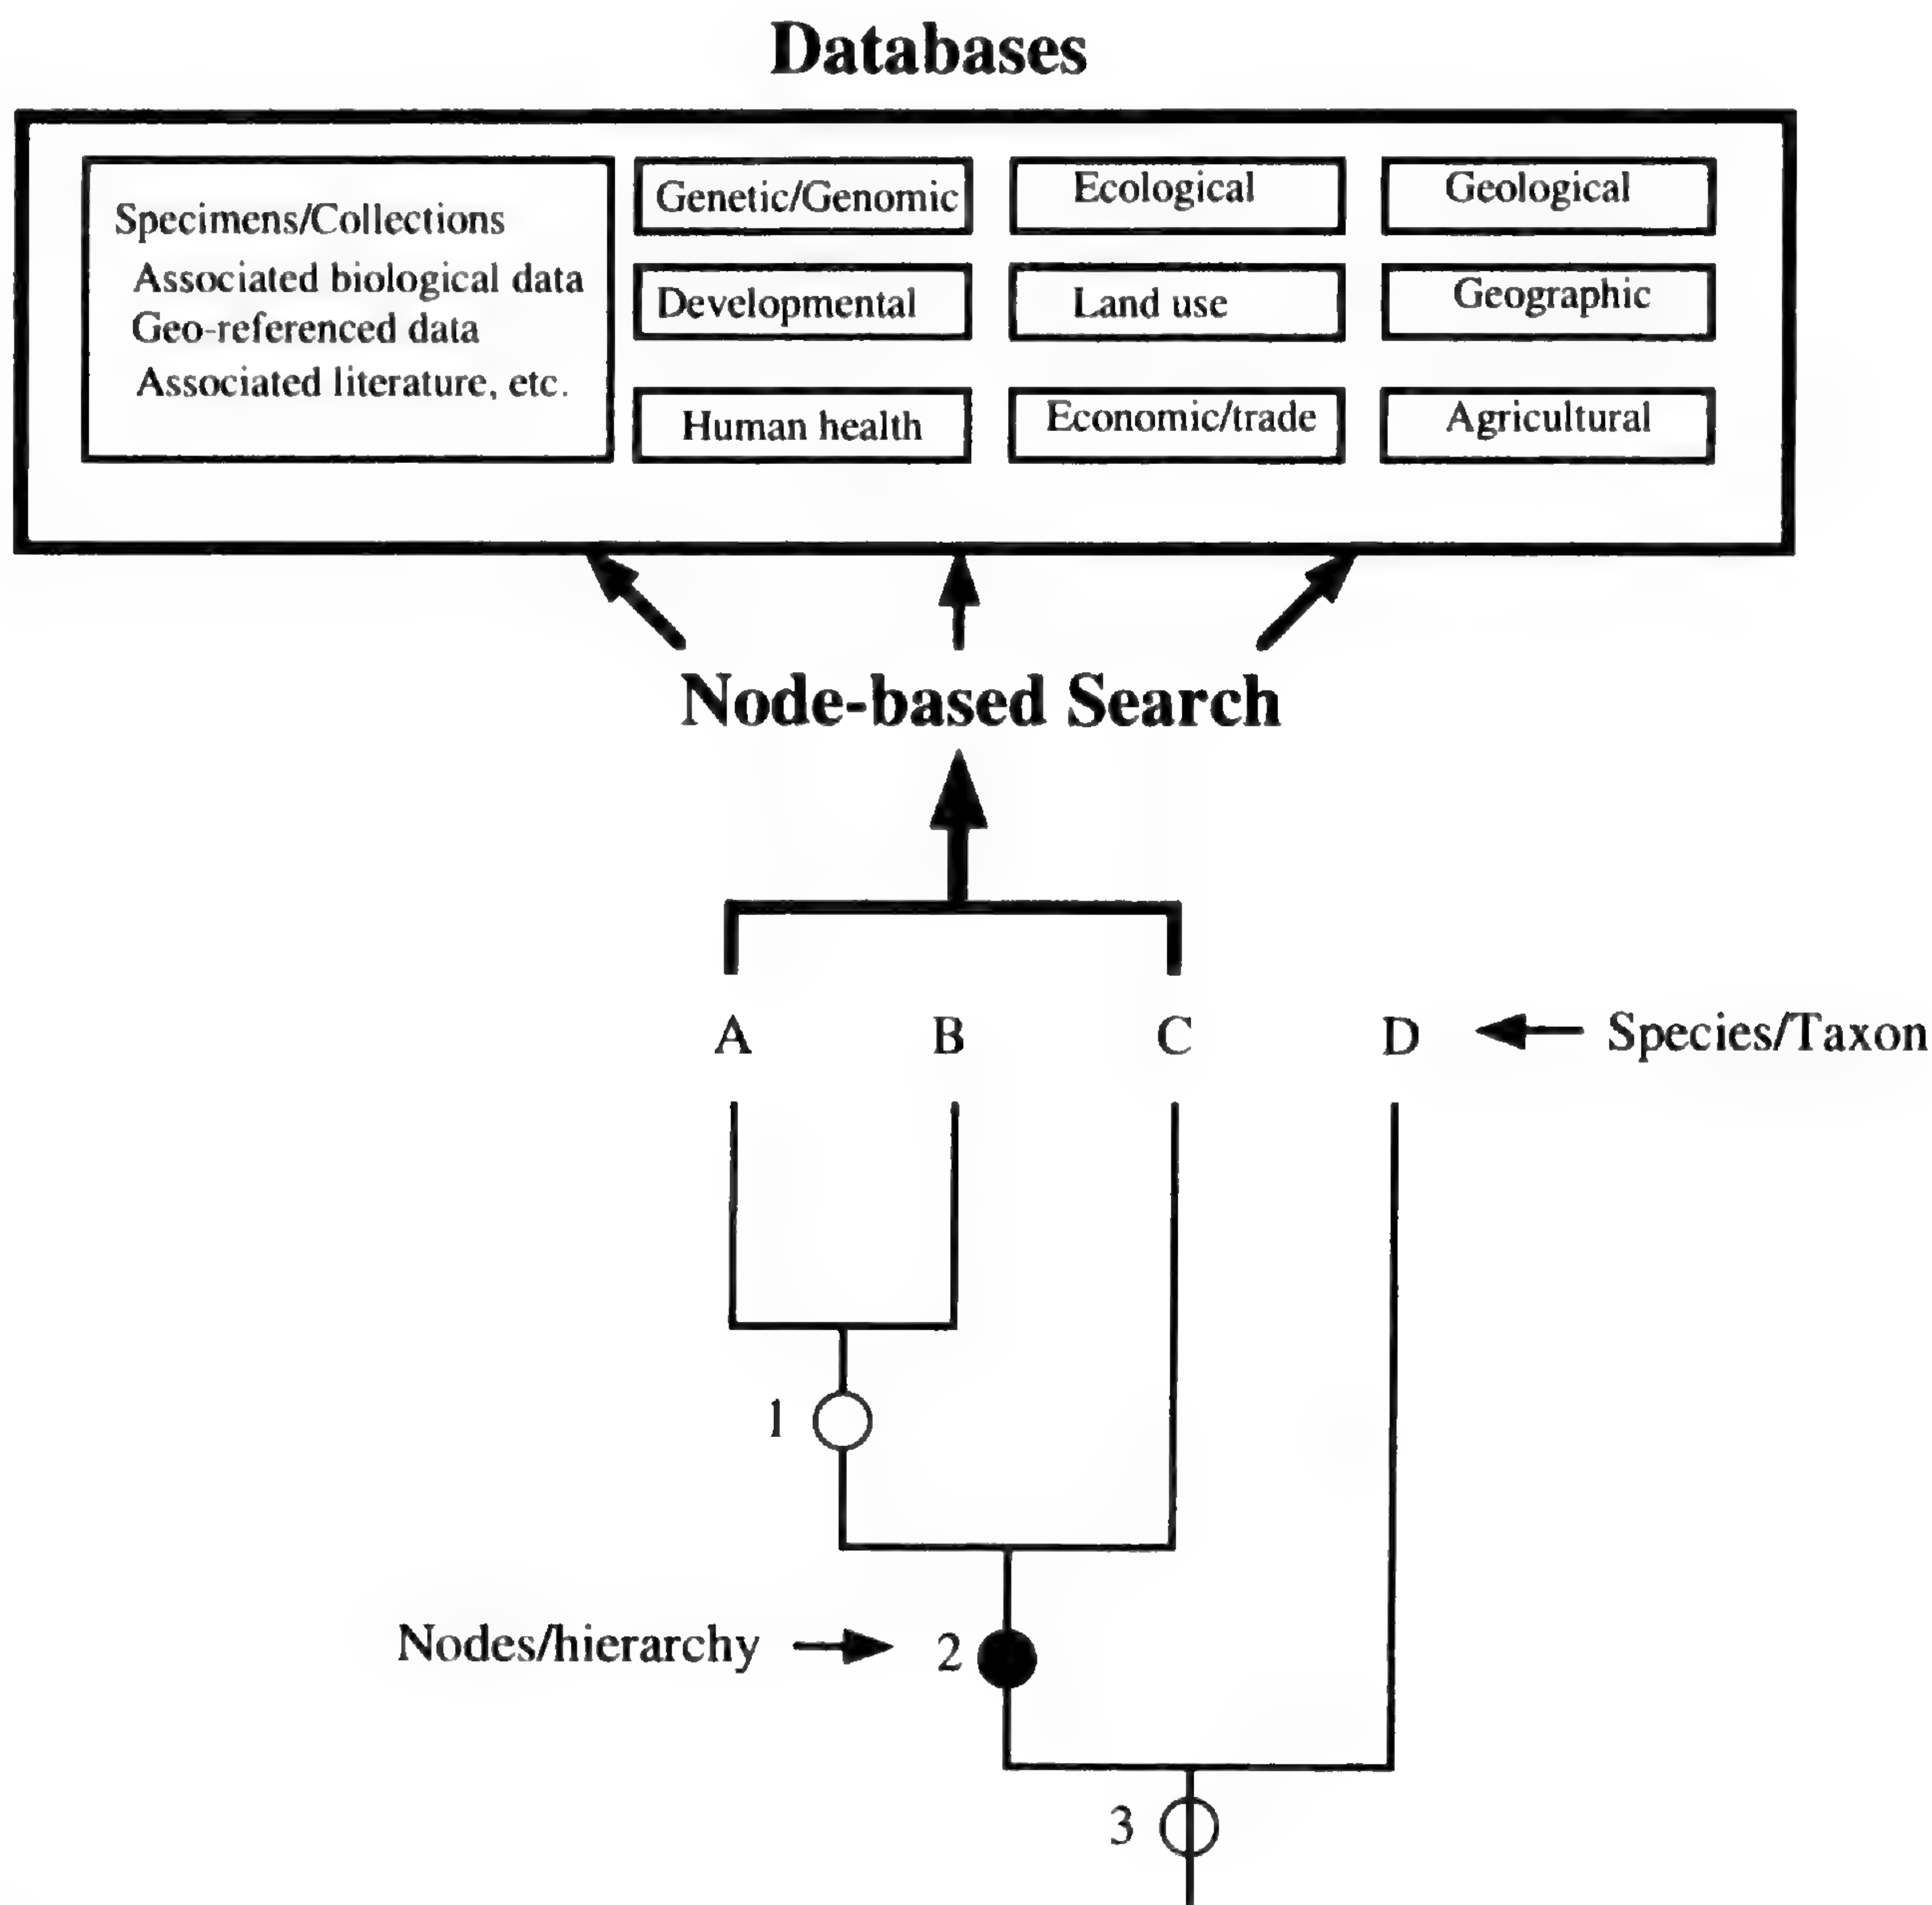 Databases
Specimens/Collections
Associated biological data
Geo-referenced data
Associated literature, etc.
Genetic/Genomic
Ecological
Geological
Developmental
Land use
Geographic
Human health
Economic/trade
Agricultural
Node-based Search
A B C D
Species/Taxon
1
Nodes/hierarchy
2
3